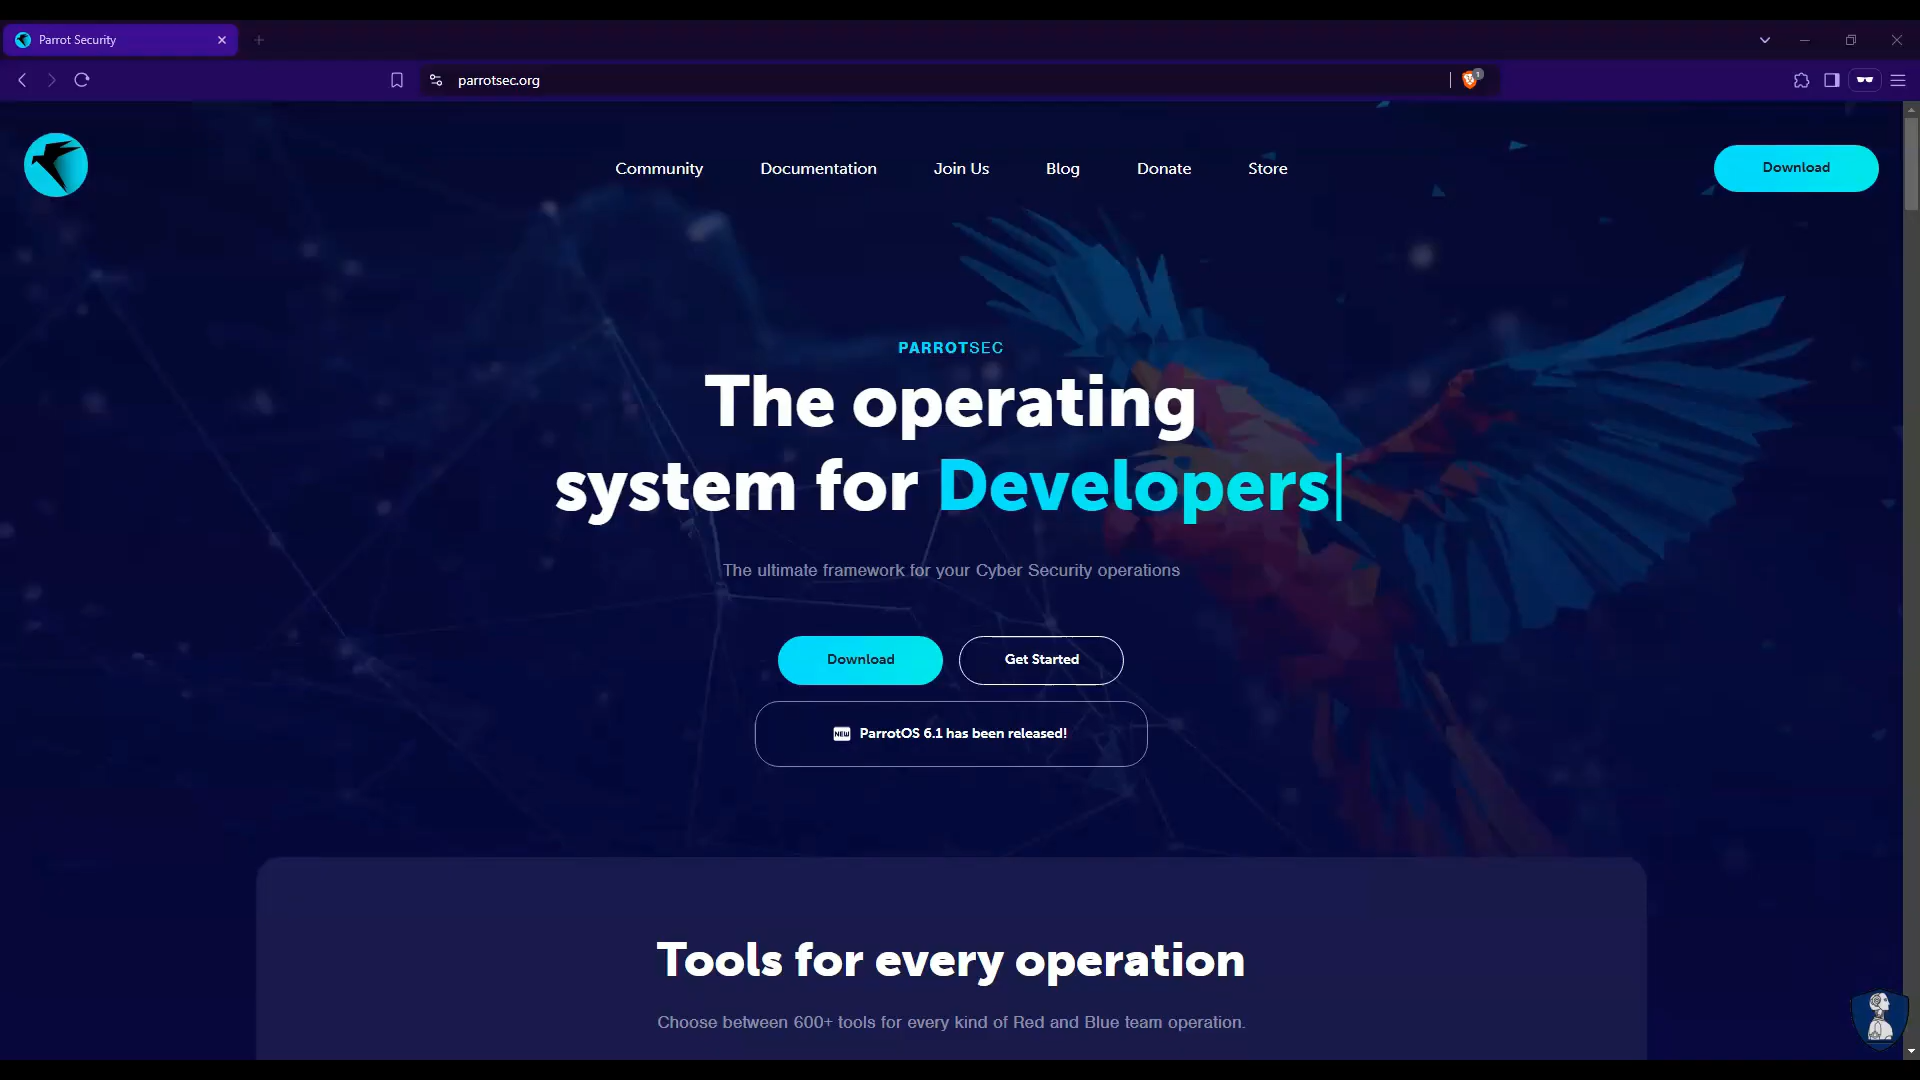 Parrot Security
parrotsec.org
1
Community Documentation Join Us Blog Donate Store Download
PARROTSEC
The operating
system for Developers
The ultimate framework for your Cyber Security operations
Download Get Started
NEW ParrotOS 6.1 has been released!
Tools for every operation
Choose between 600+ tools for every kind of Red and Blue team operation.